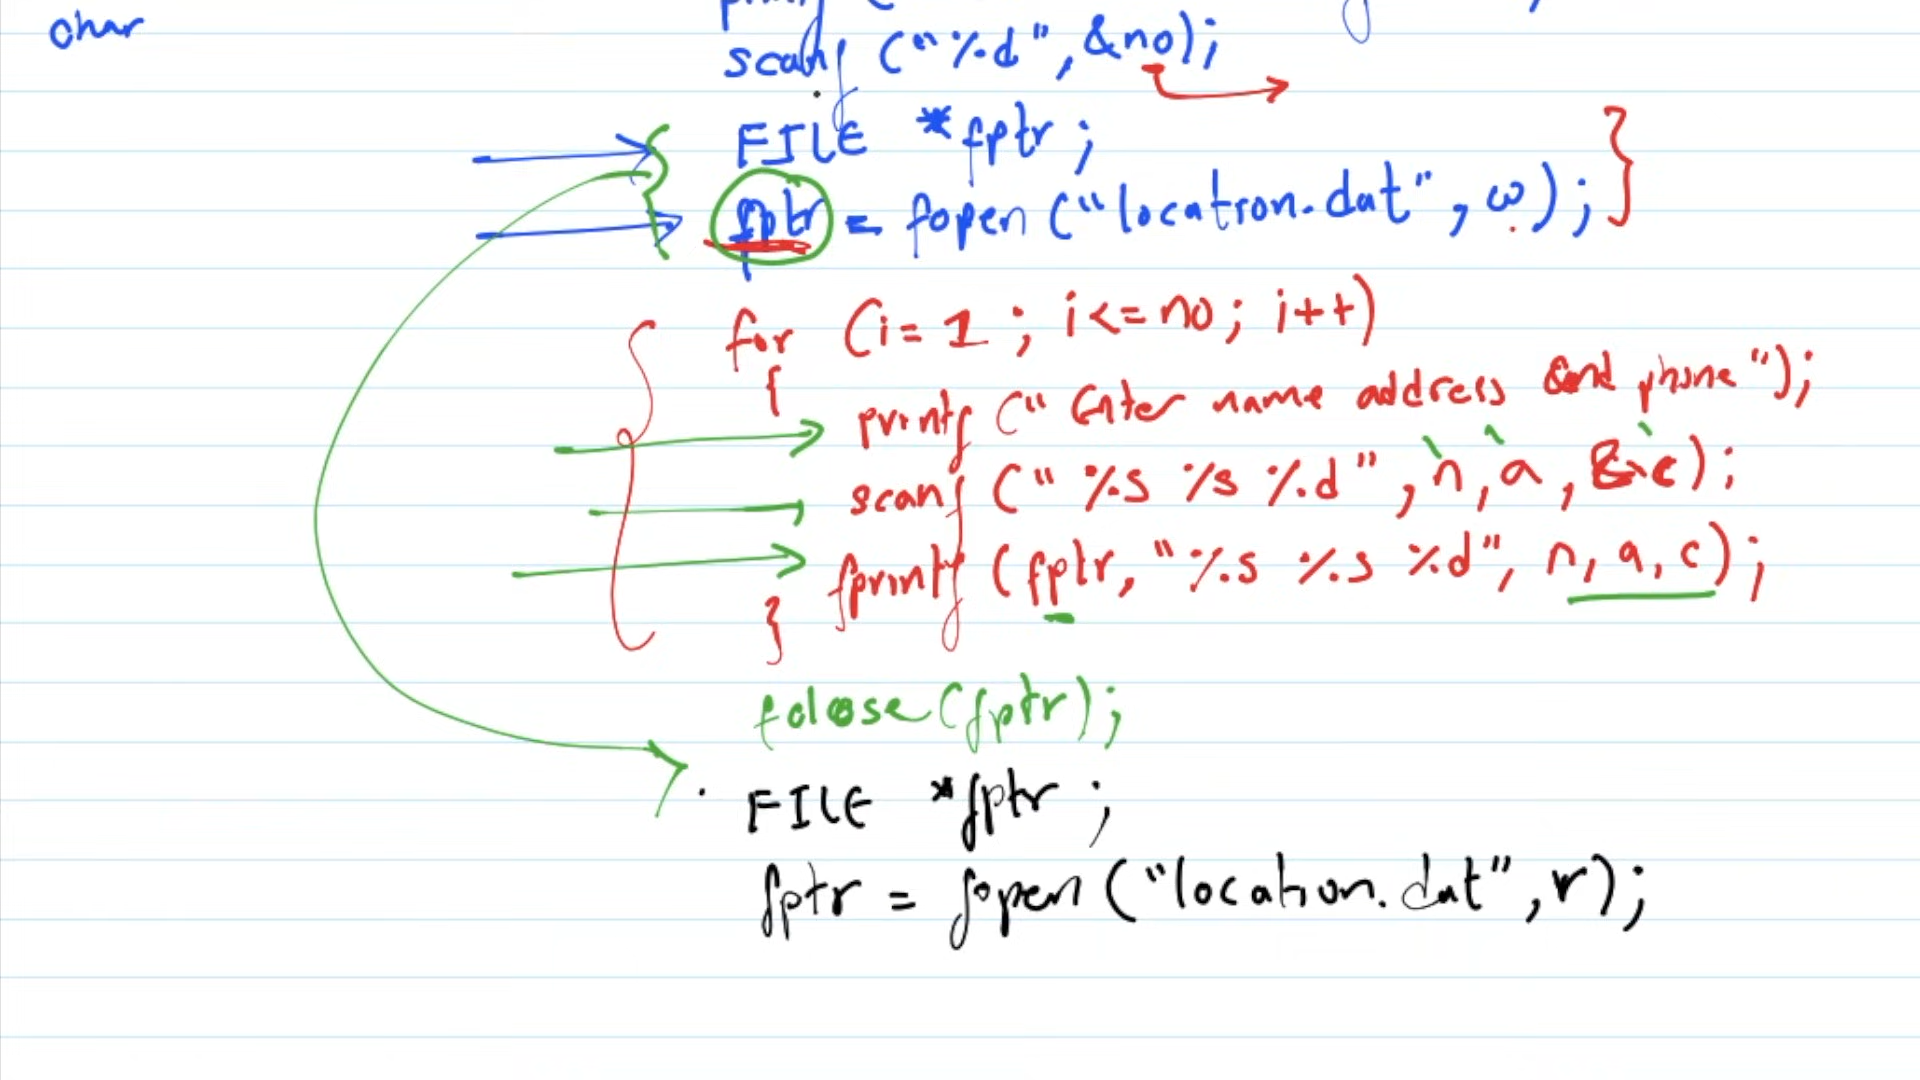 char
scanf ("%d", &no);
FILE *fptr ;
fptr = fopen ("location.dat", w);
}
for (i=1 ; i<=no; i++)
{
printf ("Enter name address and phone");
scanf (" %s %s %d", n, a, &c);
fprintf (fptr, "%s %s %d", n, a, c);
}
fclose(fptr);
FILE *fptr ;
fptr = fopen ("location.dat", r);